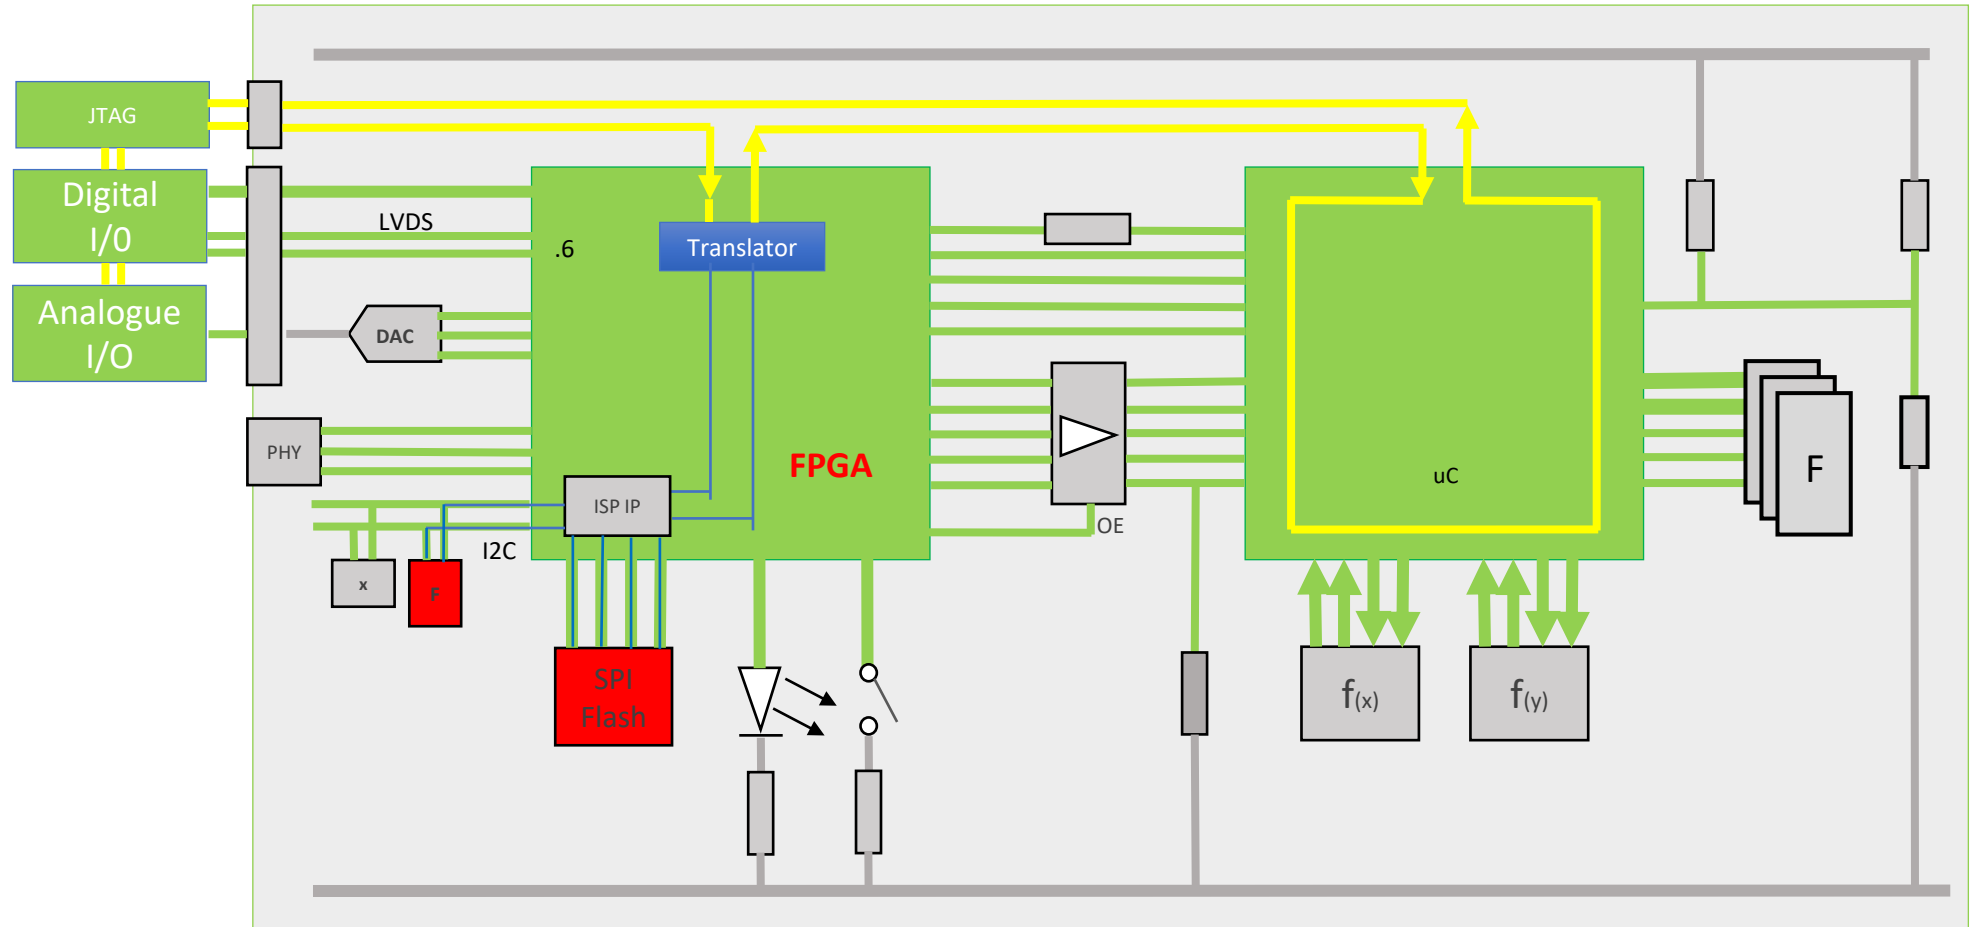 JTAG
Digital
I/0
LVDS
.6
Translator
Analogue
I/O
DAC
PHY
FPGA
ISP IP
uC
F
OE
I2C
x
F
SPI
Flash
f(x)
f(y)